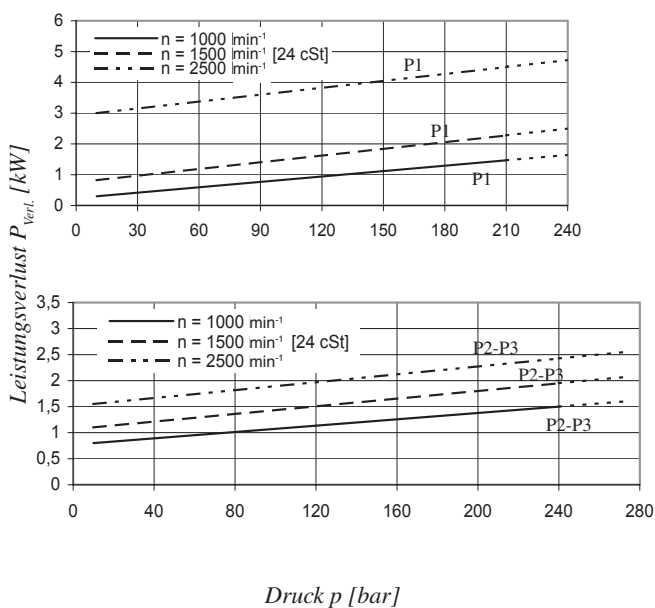 Leistungsverlust P Verl. [kW]
6
5
4
3
2
1
0
n = 1000 min-1
n = 1500 min-1 [24 cSt]
n = 2500 min-1
P1
P1
P1
0 30 60 90 120 150 180 210 240
3,5
3
2,5
2
1,5
1
0,5
0
n = 1000 min-1
n = 1500 min-1 [24 cSt]
n = 2500 min-1
P2-P3
P2-P3
P2-P3
0 40 80 120 160 200 240 280
Druck p [bar]